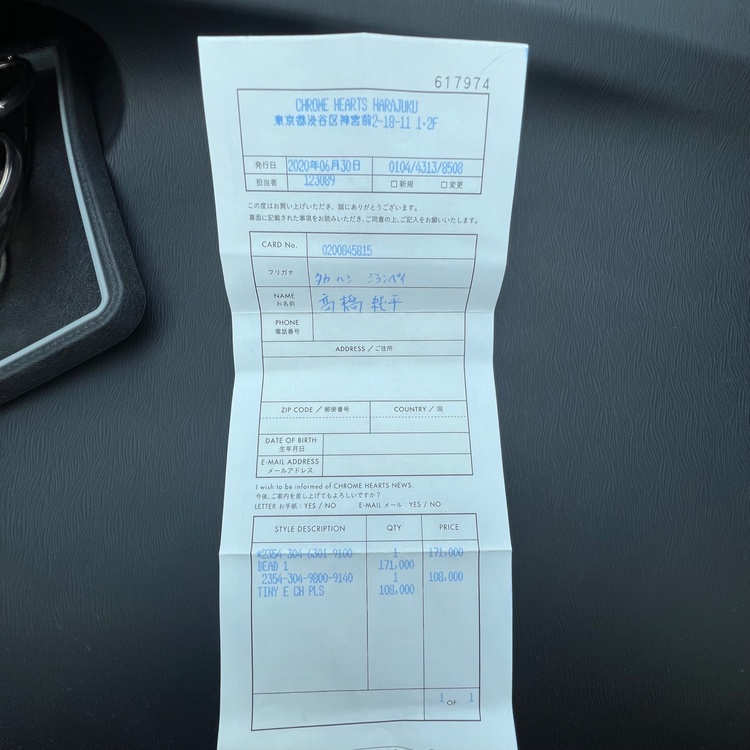 617974
CHROME HEARTS HARAJUKU
東京都渋谷区神宮前2-18-11 1・2F
発行日 2020年06月30日 0104/4313/8508
担当者 123089 □新規 □変更
この度はお買い上げいただき、誠にありがとうございます。
裏面に記載された事項をお読みいただき、ご同意の上、ご記入をお願いいたします。
CARD No. 0200845815
フリガナ タカハシ ジュンペイ
NAME
お名前 髙橋 純平
PHONE
電話番号
ADDRESS / ご住所
ZIP CODE / 郵便番号 COUNTRY / 国
DATE OF BIRTH
生年月日
E-MAIL ADDRESS
メールアドレス
I wish to be informed of CHROME HEARTS NEWS.
今後、ご案内を差し上げてもよろしいですか？
LETTER お手紙：YES / NO E-MAIL メール：YES / NO
STYLE DESCRIPTION QTY PRICE
*2354-304-6301-9100 1 171,000
BEAD 1 171,000
2354-304-9800-9140 1 108,000
TINY E CH PLS 108,000
1 OF 1